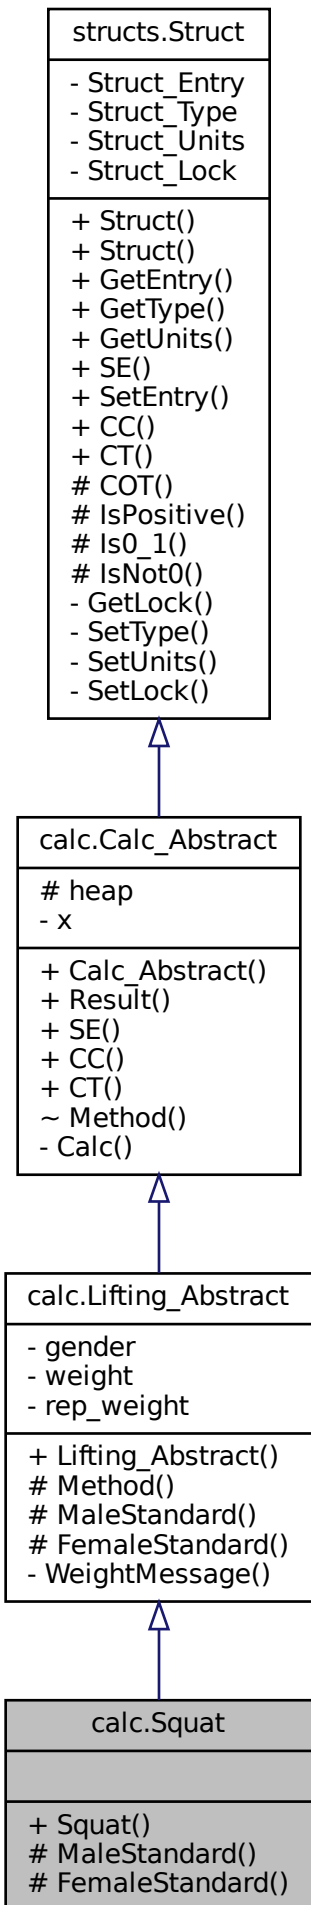 structs.Struct
- Struct_Entry
- Struct_Type
- Struct_Units
- Struct_Lock
+ Struct()
+ Struct()
+ GetEntry()
+ GetType()
+ GetUnits()
+ SE()
+ SetEntry()
+ CC()
+ CT()
# COT()
# IsPositive()
# Is0_1()
# IsNot0()
- GetLock()
- SetType()
- SetUnits()
- SetLock()
calc.Calc_Abstract
# heap
- x
+ Calc_Abstract()
+ Result()
+ SE()
+ CC()
+ CT()
~ Method()
- Calc()
calc.Lifting_Abstract
- gender
- weight
- rep_weight
+ Lifting_Abstract()
# Method()
# MaleStandard()
# FemaleStandard()
- WeightMessage()
calc.Squat
+ Squat()
# MaleStandard()
# FemaleStandard()